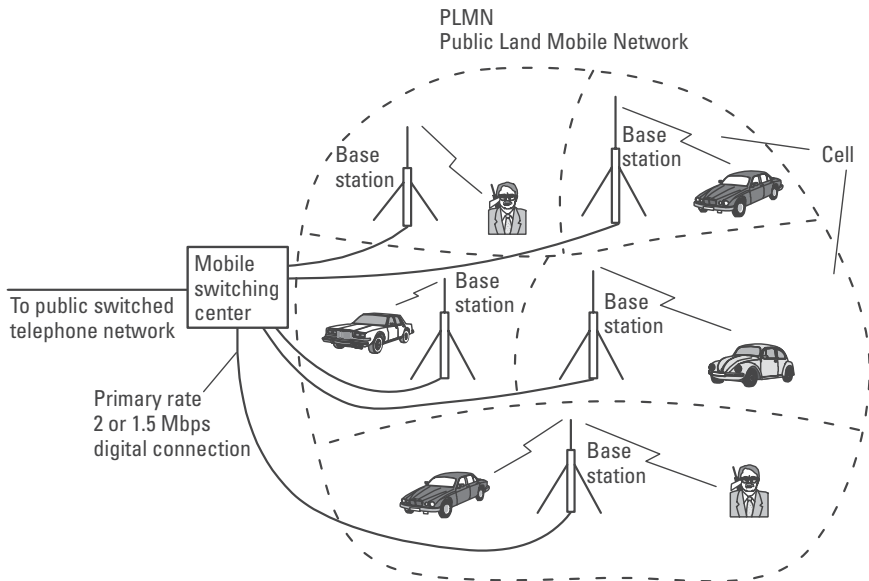 PLMN
Public Land Mobile Network
Base
station
Base
station
Cell
Mobile
switching
center
To public switched
telephone network
Base
station
Base
station
Primary rate
2 or 1.5 Mbps
digital connection
Base
station